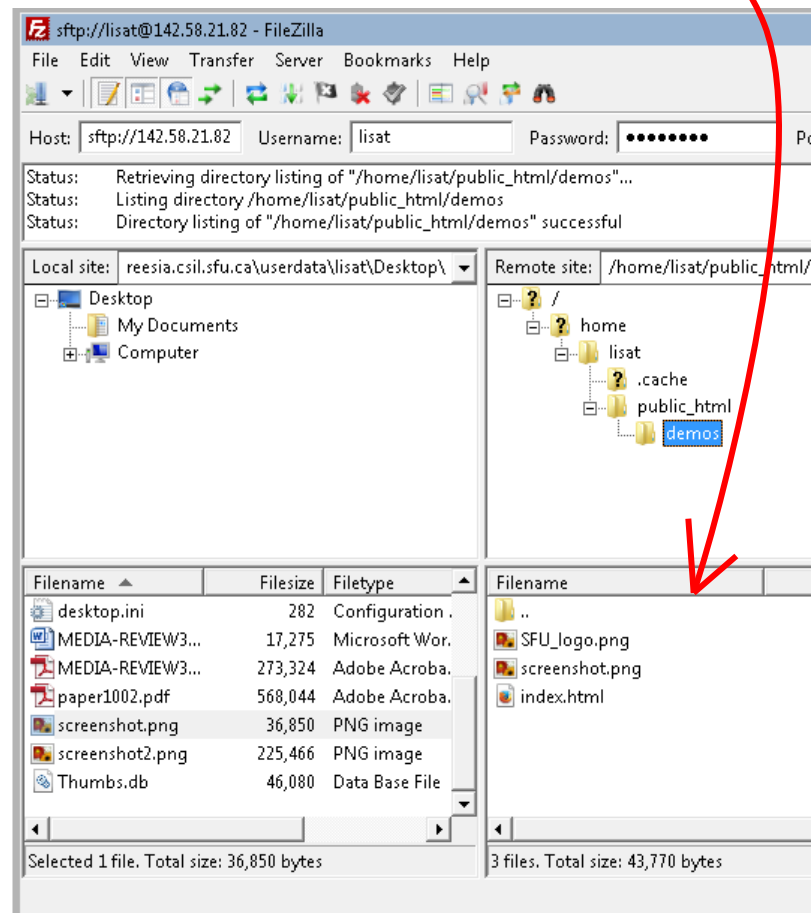 sftp://lisat@142.58.21.82 - FileZilla
File Edit View Transfer Server Bookmarks Help
Host: sftp://142.58.21.82 Username: lisat Password: ●●●●●●●● Po
Status: Retrieving directory listing of "/home/lisat/public_html/demos"...
Status: Listing directory /home/lisat/public_html/demos
Status: Directory listing of "/home/lisat/public_html/demos" successful
Local site: reesia.csil.sfu.ca\userdata\lisat\Desktop\
Desktop
My Documents
Computer
Remote site: /home/lisat/public_html/
/
home
lisat
.cache
public_html
demos
Filename Filesize Filetype
desktop.ini 282 Configuration .
MEDIA-REVIEW3... 17,275 Microsoft Wor.
MEDIA-REVIEW3... 273,324 Adobe Acroba.
paper1002.pdf 568,044 Adobe Acroba.
screenshot.png 36,850 PNG image
screenshot2.png 225,466 PNG image
Thumbs.db 46,080 Data Base File
Selected 1 file. Total size: 36,850 bytes
Filename
..
SFU_logo.png
screenshot.png
index.html
3 files. Total size: 43,770 bytes